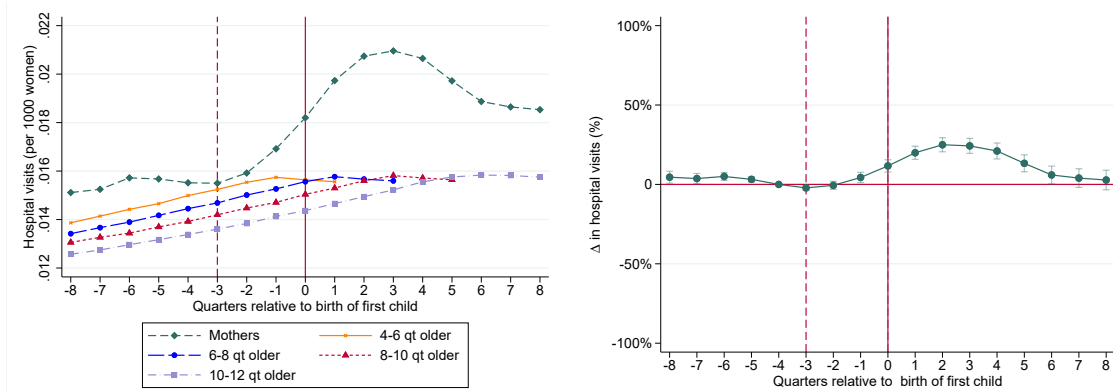 Hospital visits (per 1000 women)
.022
.02
.018
.016
.014
.012
-8 -7 -6 -5 -4 -3 -2 -1 0 1 2 3 4 5 6 7 8
Quarters relative to birth of first child
Mothers 4-6 qt older
6-8 qt older 8-10 qt older
10-12 qt older
Δ in hospital visits (%)
100%
50%
0
-50%
-100%
-8 -7 -6 -5 -4 -3 -2 -1 0 1 2 3 4 5 6 7 8
Quarters relative to birth of first child